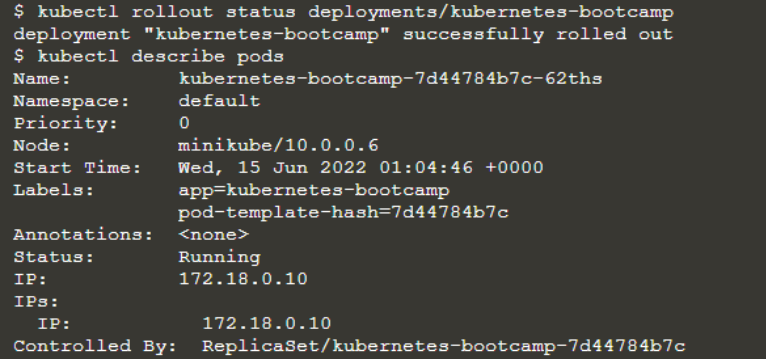 $ kubectl rollout status deployments/kubernetes-bootcamp
deployment "kubernetes-bootcamp" successfully rolled out
$ kubectl describe pods
Name:         kubernetes-bootcamp-7d44784b7c-62ths
Namespace:    default
Priority:     0
Node:         minikube/10.0.0.6
Start Time:   Wed, 15 Jun 2022 01:04:46 +0000
Labels:       app=kubernetes-bootcamp
              pod-template-hash=7d44784b7c
Annotations:  <none>
Status:       Running
IP:           172.18.0.10
IPs:
  IP:           172.18.0.10
Controlled By:  ReplicaSet/kubernetes-bootcamp-7d44784b7c